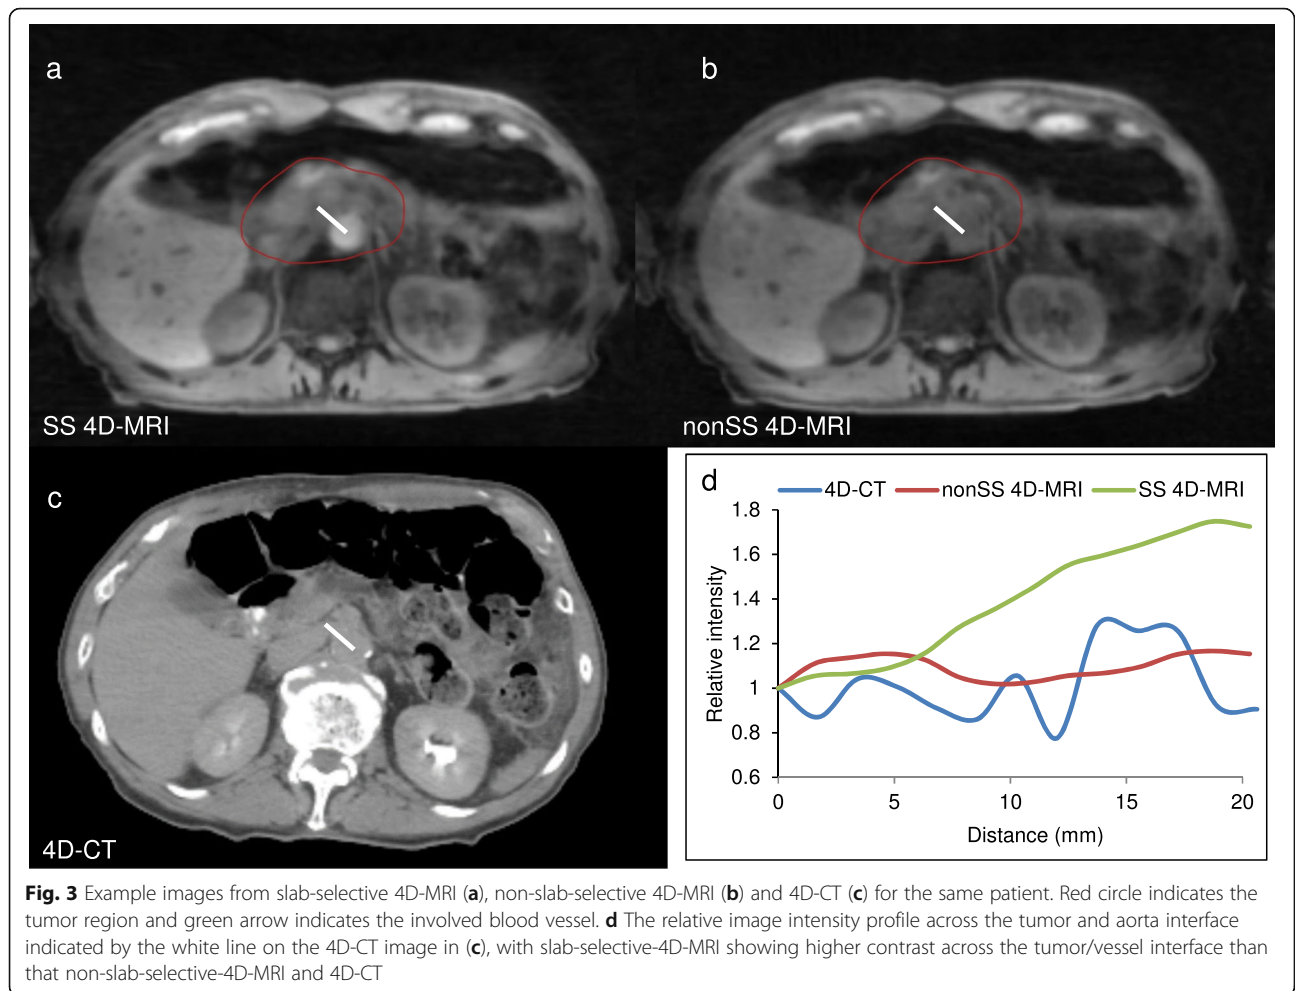 a
b
SS 4D-MRI
nonSS 4D-MRI
c
4D-CT
d
4D-CT nonSS 4D-MRI SS 4D-MRI
Relative intensity
1.8
1.6
1.4
1.2
1
0.8
0.6
0 5 10 15 20
Distance (mm)
Fig. 3 Example images from slab-selective 4D-MRI (a), non-slab-selective 4D-MRI (b) and 4D-CT (c) for the same patient. Red circle indicates the
tumor region and green arrow indicates the involved blood vessel. d The relative image intensity profile across the tumor and aorta interface
indicated by the white line on the 4D-CT image in (c), with slab-selective-4D-MRI showing higher contrast across the tumor/vessel interface than
that non-slab-selective-4D-MRI and 4D-CT